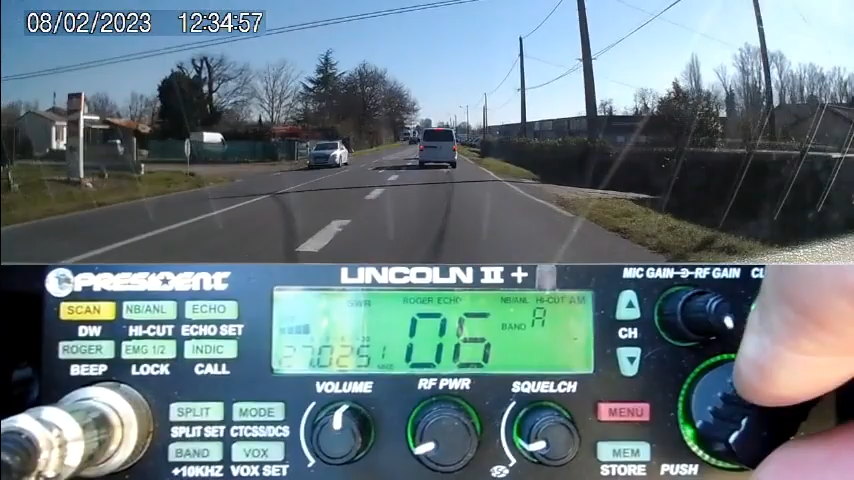 08/02/2023 12:34:57
PRESIDENT LINCOLN II + MIC GAIN RF GAIN
SCAN NB/ANL ECHO
DW HI-CUT ECHO SET
ROGER EMG 1/2 INDIC
BEEP LOCK CALL
SWR ROGER ECHO NB/ANL HI-CUT AM
06 BAND A
CH
VOLUME RF PWR SQUELCH
SPLIT MODE
SPLIT SET CTCSS/DCS
BAND VOX
+10KHZ VOX SET
MENU
MEM
STORE PUSH